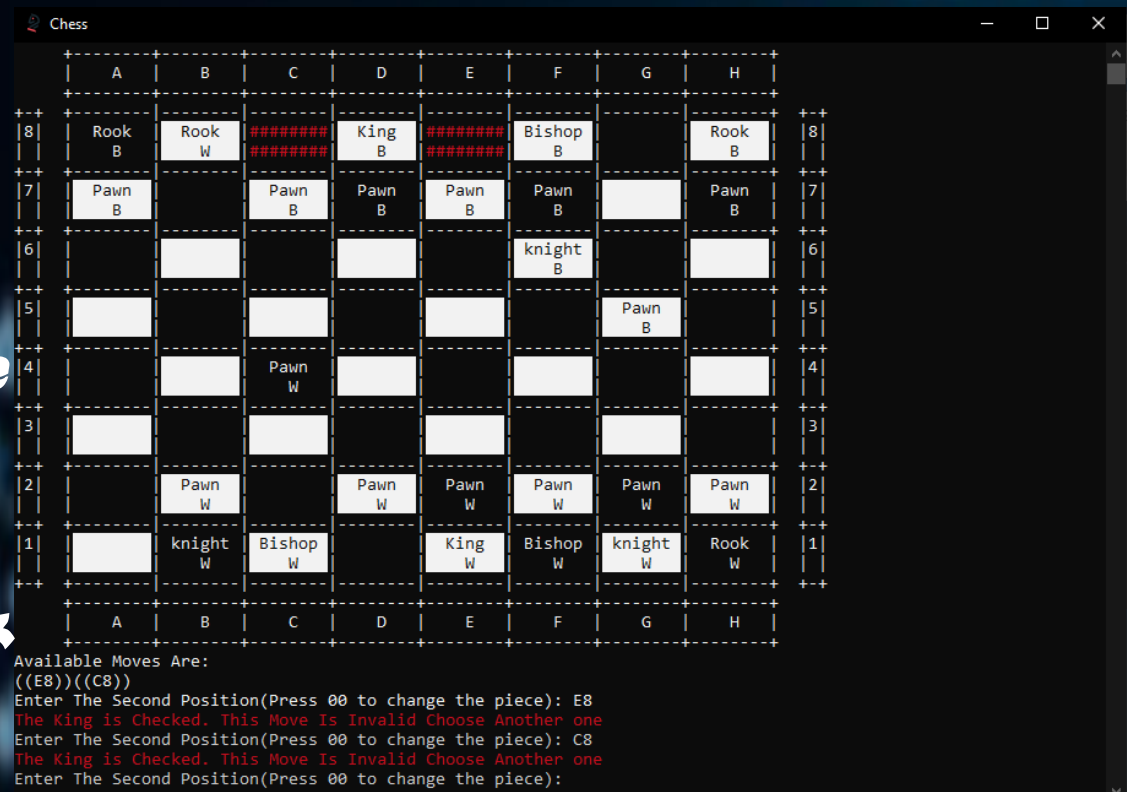 Chess
A B C D E F G H
|8| Rook Rook ######## King ######## Bishop Rook |8|
B W ######## B ######## B B
|7| Pawn Pawn Pawn Pawn Pawn Pawn |7|
B B B B B B
|6| knight |6|
B
|5| Pawn |5|
B
|4| Pawn |4|
W
|3| |3|
|2| Pawn Pawn Pawn Pawn Pawn Pawn |2|
W W W W W W
|1| knight Bishop King Bishop knight Rook |1|
W W W W W W
A B C D E F G H
Available Moves Are:
((E8))((C8))
Enter The Second Position(Press 00 to change the piece): E8
The King is Checked. This Move Is Invalid Choose Another one
Enter The Second Position(Press 00 to change the piece): C8
The King is Checked. This Move Is Invalid Choose Another one
Enter The Second Position(Press 00 to change the piece):